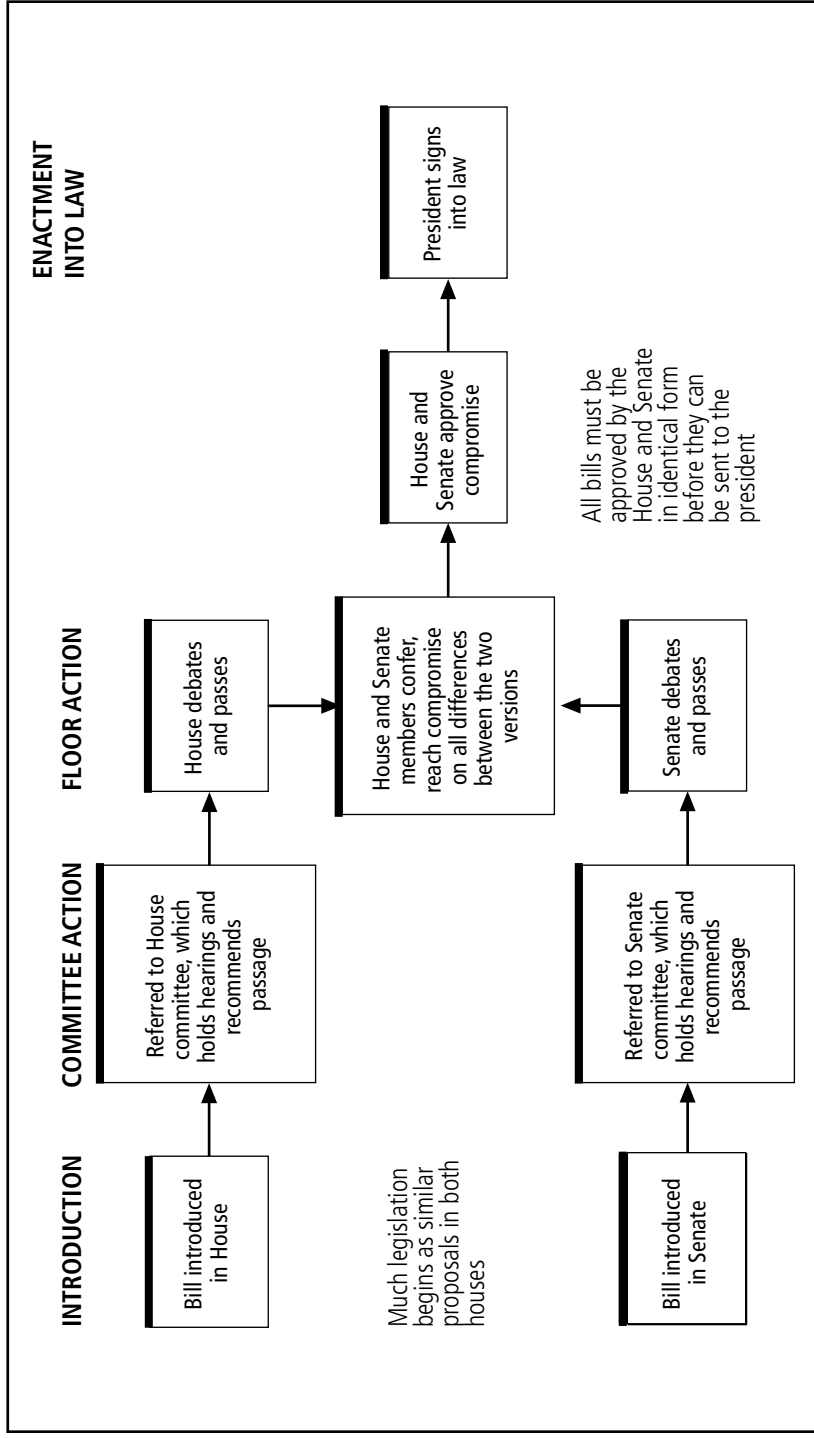 INTRODUCTION
COMMITTEE ACTION
FLOOR ACTION
ENACTMENT
INTO LAW
Bill introduced
in House
Referred to House
committee, which
holds hearings and
recommends
passage
House debates
and passes
Much legislation
begins as similar
proposals in both
houses
House and Senate
members confer,
reach compromise
on all differences
between the two
versions
House and
Senate approve
compromise
President signs
into law
Bill introduced
in Senate
Referred to Senate
committee, which
holds hearings and
recommends
passage
Senate debates
and passes
All bills must be
approved by the
House and Senate
in identical form
before they can
be sent to the
president